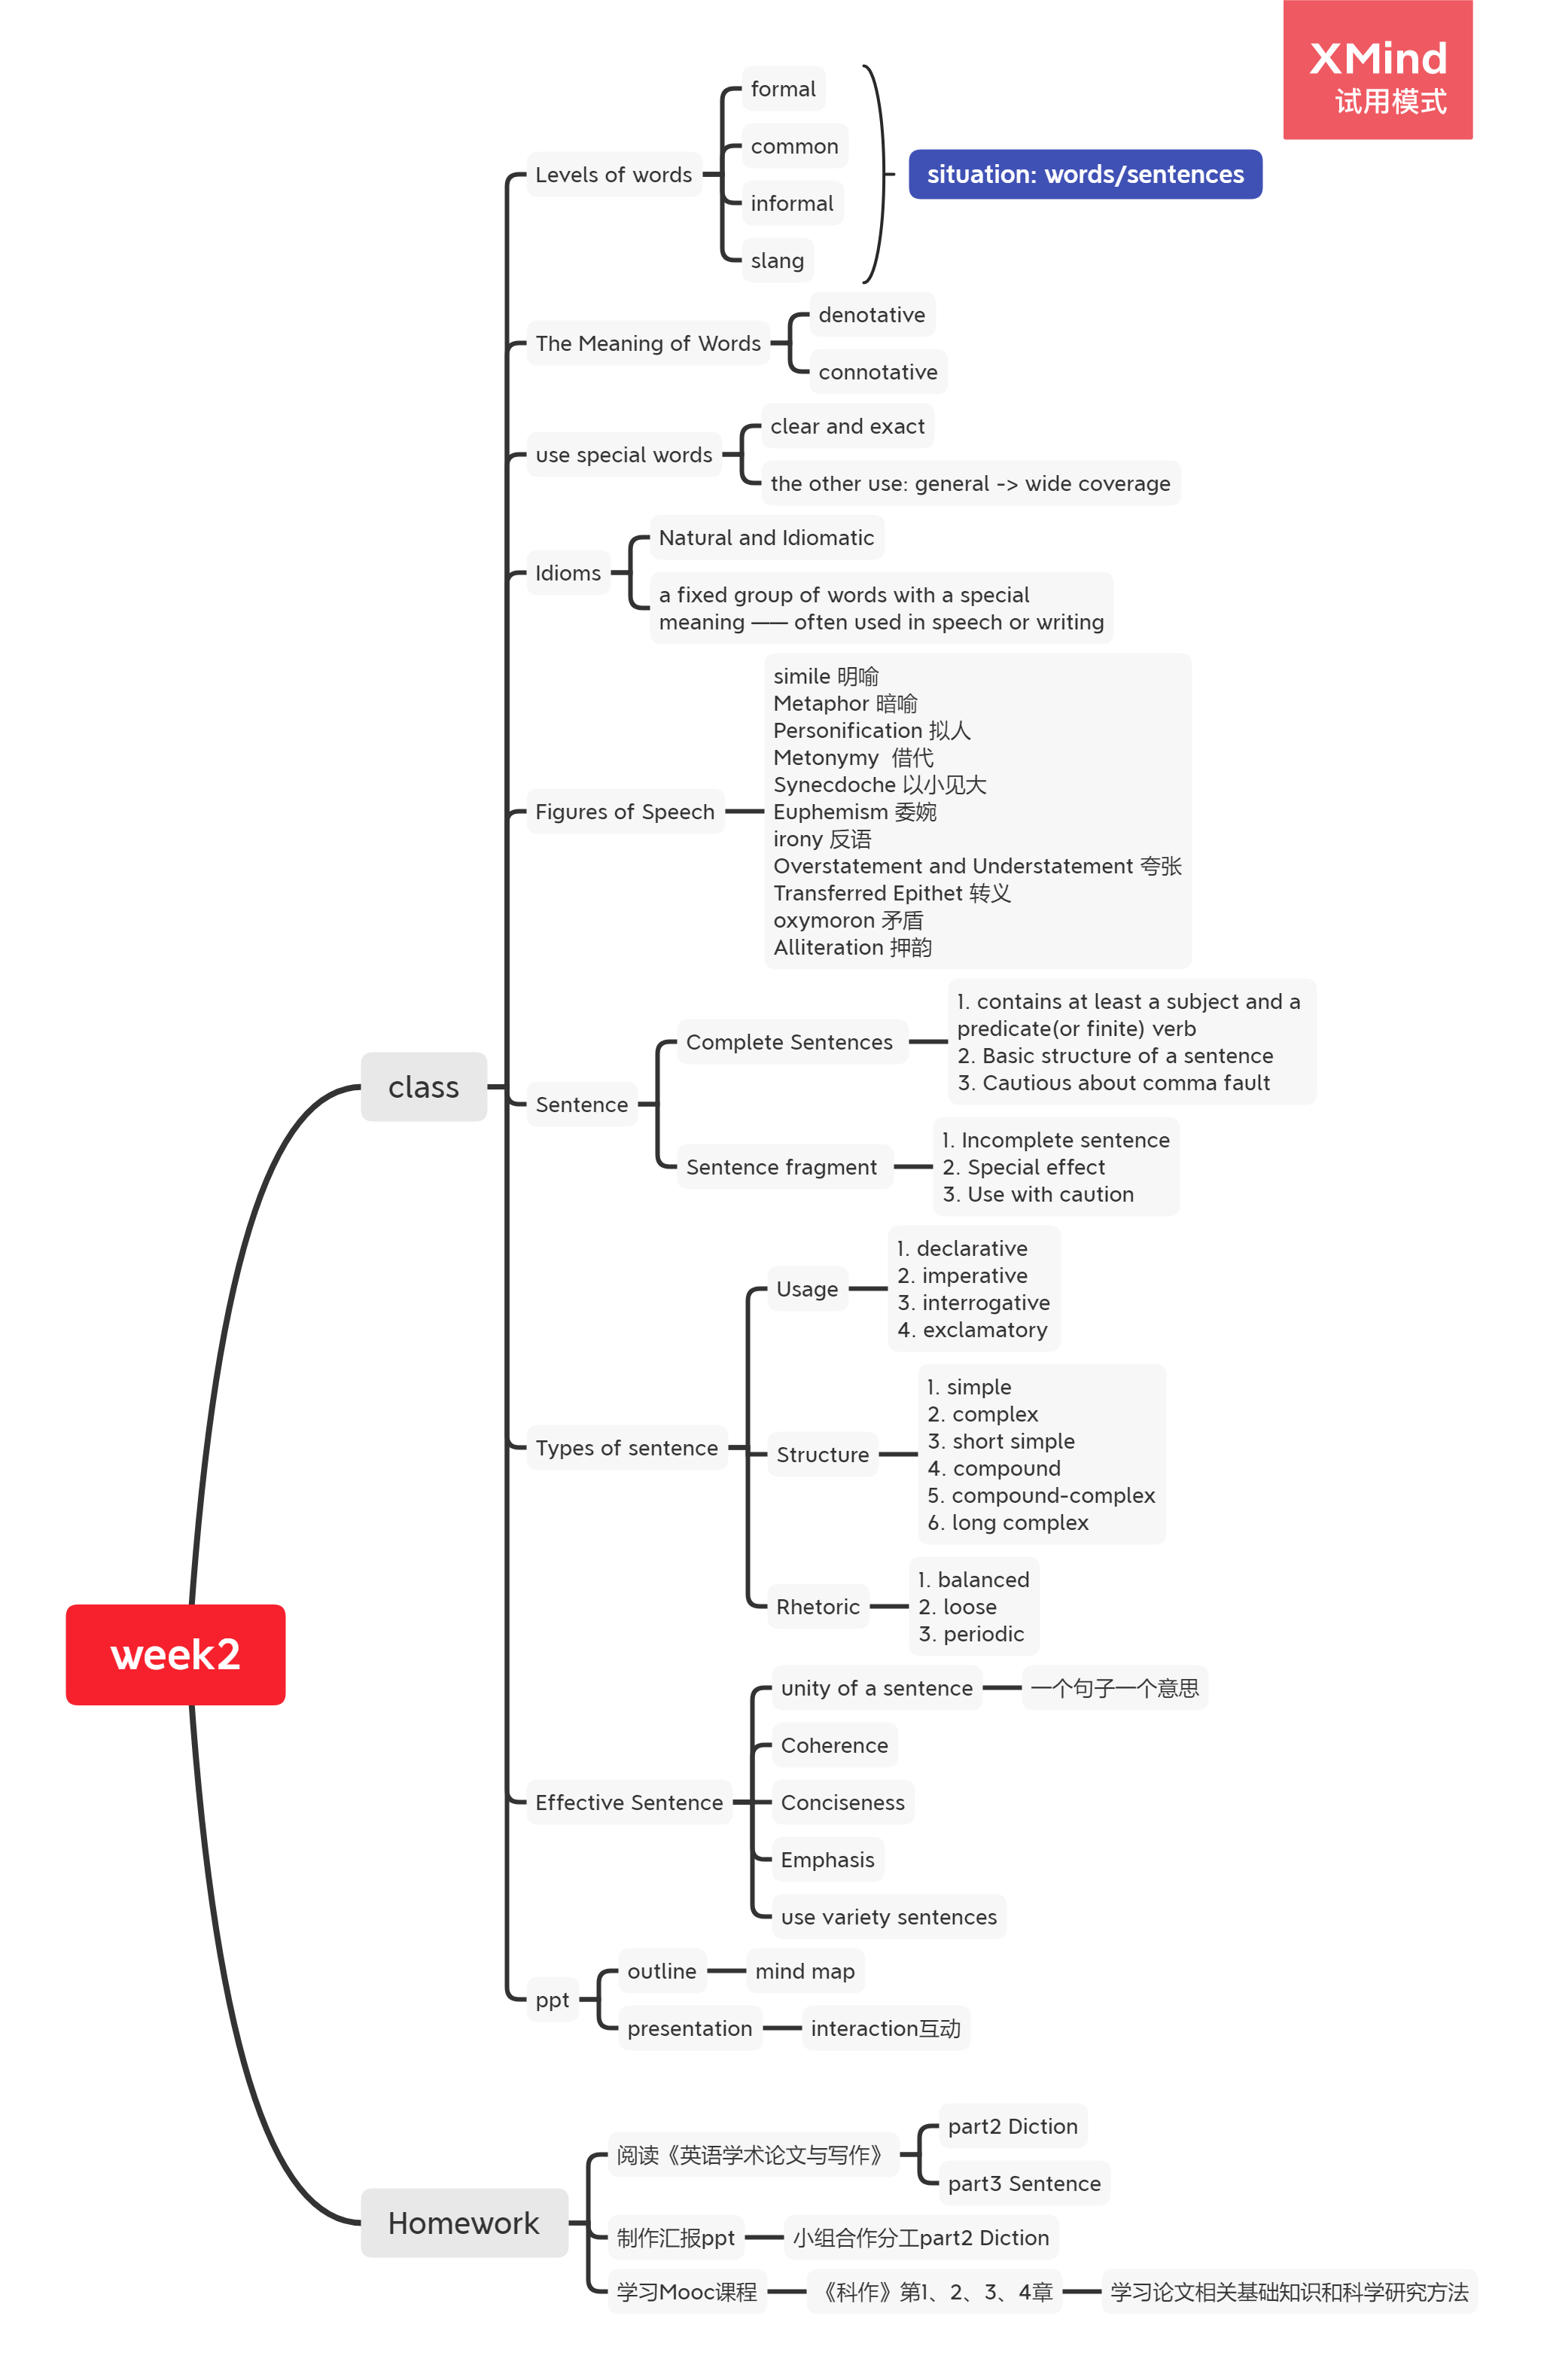 XMind
试用模式
formal
common
Levels of words
situation: words/sentences
informal
slang
denotative
The Meaning of Words
connotative
clear and exact
use special words
the other use: general -> wide coverage
Natural and Idiomatic
Idioms
a fixed group of words with a special
meaning —— often used in speech or writing
simile 明喻
Metaphor 暗喻
Personification 拟人
Metonymy  借代
Synecdoche 以小见大
Figures of Speech
Euphemism 委婉
irony 反语
Overstatement and Understatement 夸张
Transferred Epithet 转义
oxymoron 矛盾
Alliteration 押韵
class
Sentence
Complete Sentences
1. contains at least a subject and a
predicate(or finite) verb
2. Basic structure of a sentence
3. Cautious about comma fault
Sentence fragment
1. Incomplete sentence
2. Special effect
3. Use with caution
Types of sentence
Usage
1. declarative
2. imperative
3. interrogative
4. exclamatory
Structure
1. simple
2. complex
3. short simple
4. compound
5. compound-complex
6. long complex
Rhetoric
1. balanced
2. loose
3. periodic
week2
Effective Sentence
unity of a sentence
一个句子一个意思
Coherence
Conciseness
Emphasis
use variety sentences
ppt
outline
mind map
presentation
interaction互动
Homework
阅读《英语学术论文与写作》
part2 Diction
part3 Sentence
制作汇报ppt
小组合作分工part2 Diction
学习Mooc课程
《科作》第1、2、3、4章
学习论文相关基础知识和科学研究方法